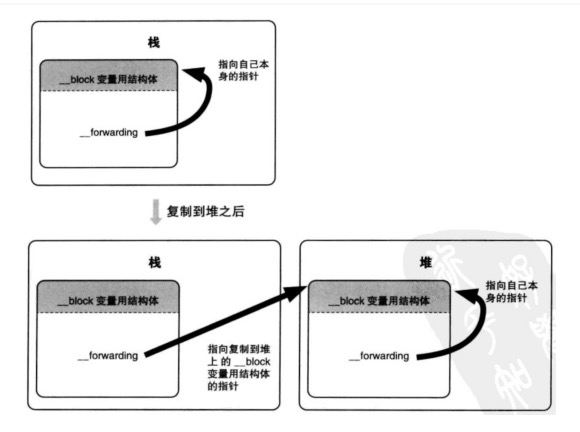 栈
指向自己本
身的指针
__block 变量用结构体
__forwarding
复制到堆之后
栈
__block 变量用结构体
__forwarding
指向复制到堆
上的 __block
变量用结构体
的指针
堆
指向自己本
身的指针
__block 变量用结构体
__forwarding